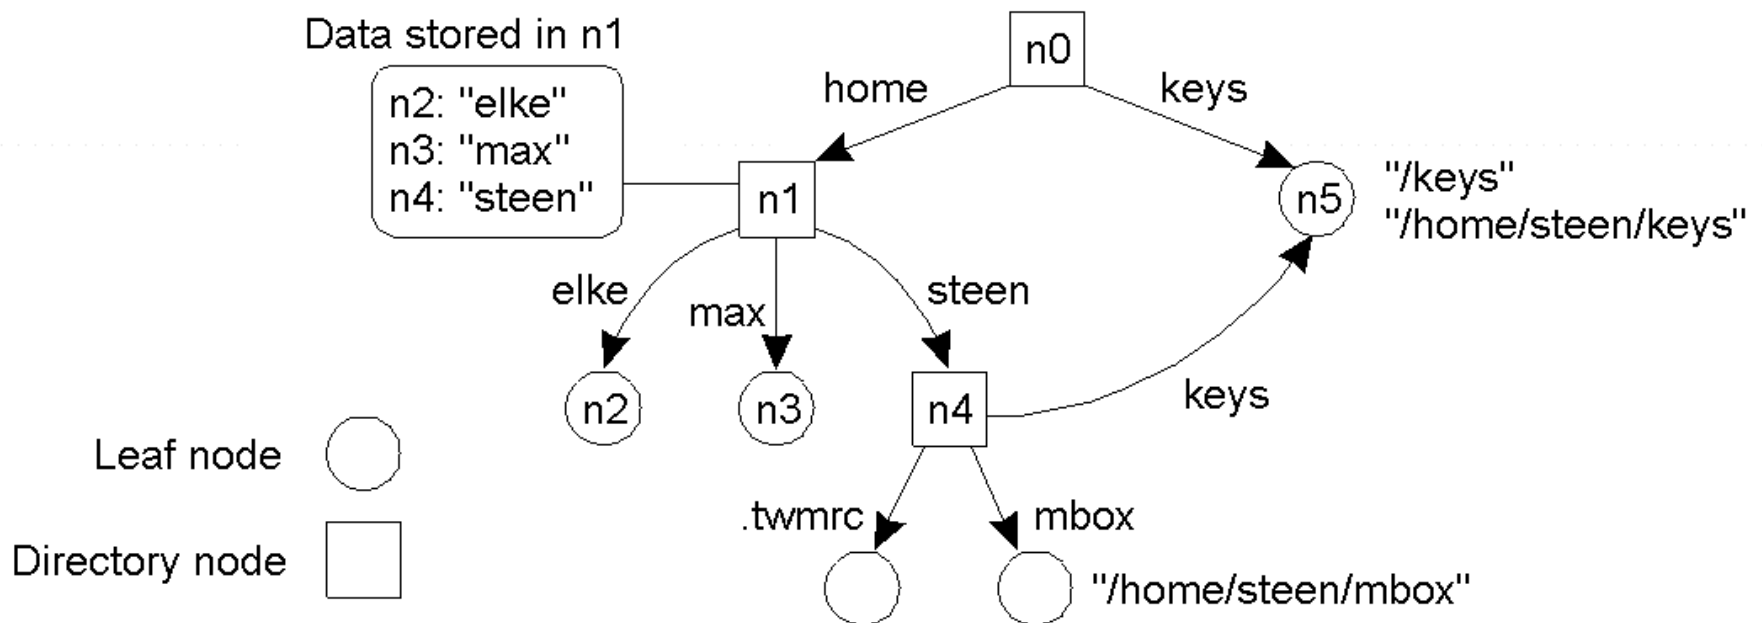 Data stored in n1
n2: "elke"
n3: "max"
n4: "steen"
n0
home
keys
n1
n5
"/keys"
"/home/steen/keys"
elke
max
steen
n2
n3
n4
keys
Leaf node
.twmrc
mbox
Directory node
"/home/steen/mbox"